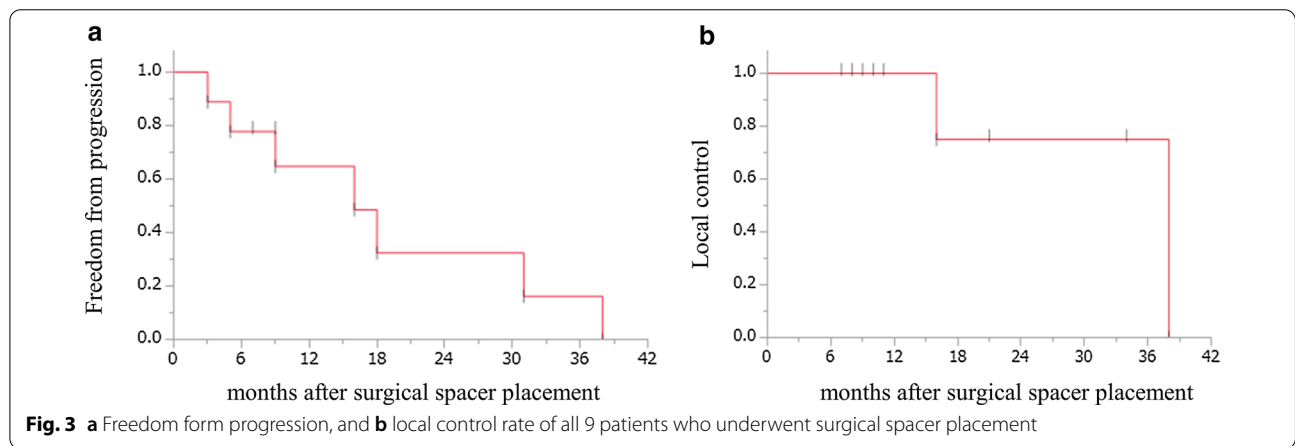 a
Freedom from progression
1.0
0.8
0.6
0.4
0.2
0.0
0 6 12 18 24 30 36 42
months after surgical spacer placement
b
Local control
1.0
0.8
0.6
0.4
0.2
0.0
0 6 12 18 24 30 36 42
months after surgical spacer placement
Fig. 3 a Freedom form progression, and b local control rate of all 9 patients who underwent surgical spacer placement